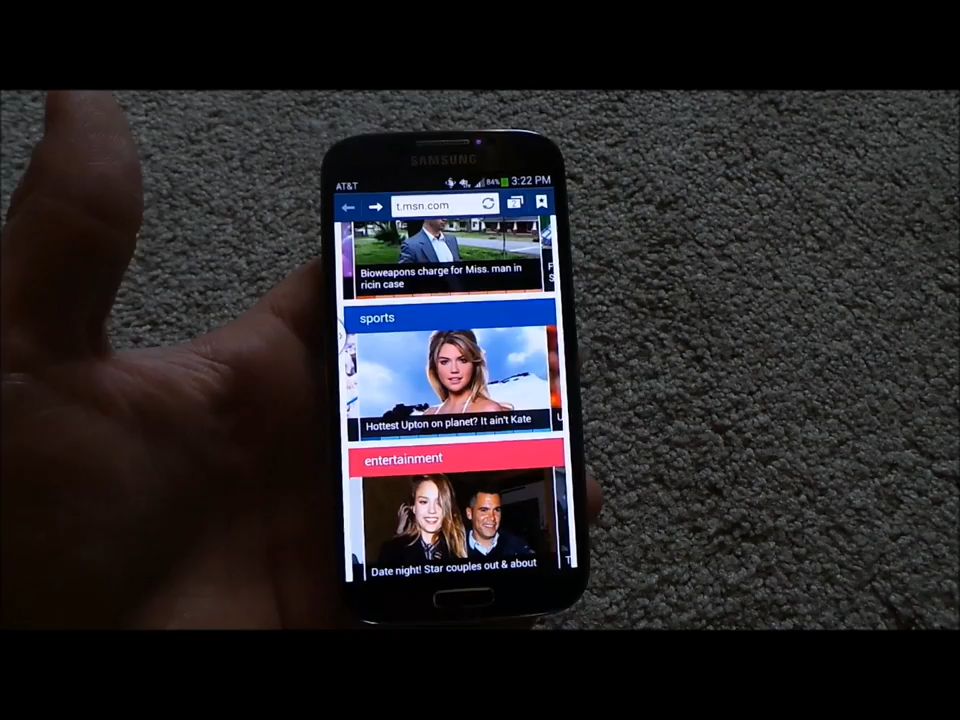 SAMSUNG
AT&T 84% 3:22 PM
t.msn.com 2
Bioweapons charge for Miss. man in
ricin case
F
S
sports
Hottest Upton on planet? It ain't Kate
U
entertainment
Date night! Star couples out & about
T